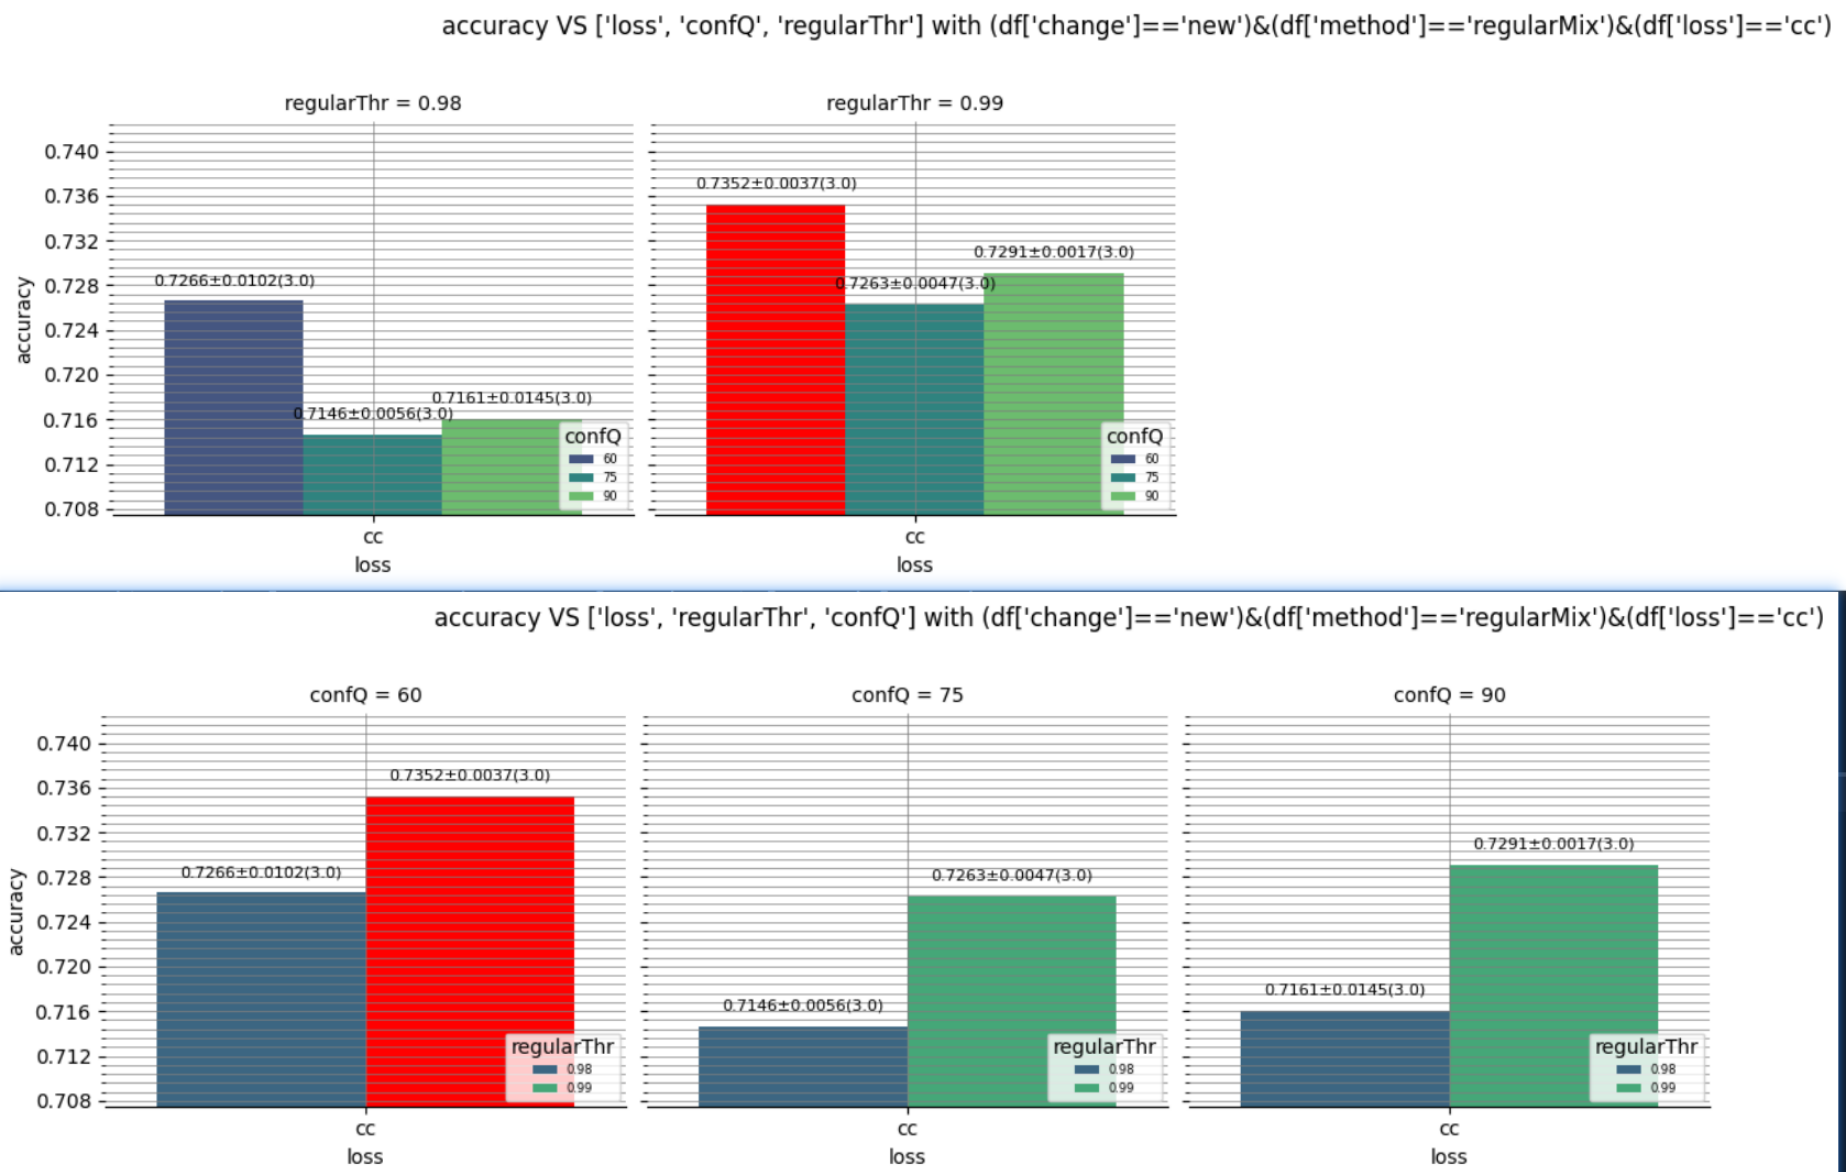 accuracy VS ['loss', 'confQ', 'regularThr'] with (df['change']=='new')&(df['method']=='regularMix')&(df['loss']=='cc')
regularThr = 0.98
regularThr = 0.99
accuracy
0.740
0.736
0.732
0.728
0.724
0.720
0.716
0.712
0.708
0.7266±0.0102(3.0)
0.7146±0.0056(3.0)
0.7161±0.0145(3.0)
confQ
60
75
90
cc
loss
0.7352±0.0037(3.0)
0.7263±0.0047(3.0)
0.7291±0.0017(3.0)
confQ
60
75
90
cc
loss
accuracy VS ['loss', 'regularThr', 'confQ'] with (df['change']=='new')&(df['method']=='regularMix')&(df['loss']=='cc')
confQ = 60
confQ = 75
confQ = 90
accuracy
0.740
0.736
0.732
0.728
0.724
0.720
0.716
0.712
0.708
0.7266±0.0102(3.0)
0.7352±0.0037(3.0)
regularThr
0.98
0.99
cc
loss
0.7146±0.0056(3.0)
0.7263±0.0047(3.0)
regularThr
0.98
0.99
cc
loss
0.7161±0.0145(3.0)
0.7291±0.0017(3.0)
regularThr
0.98
0.99
cc
loss